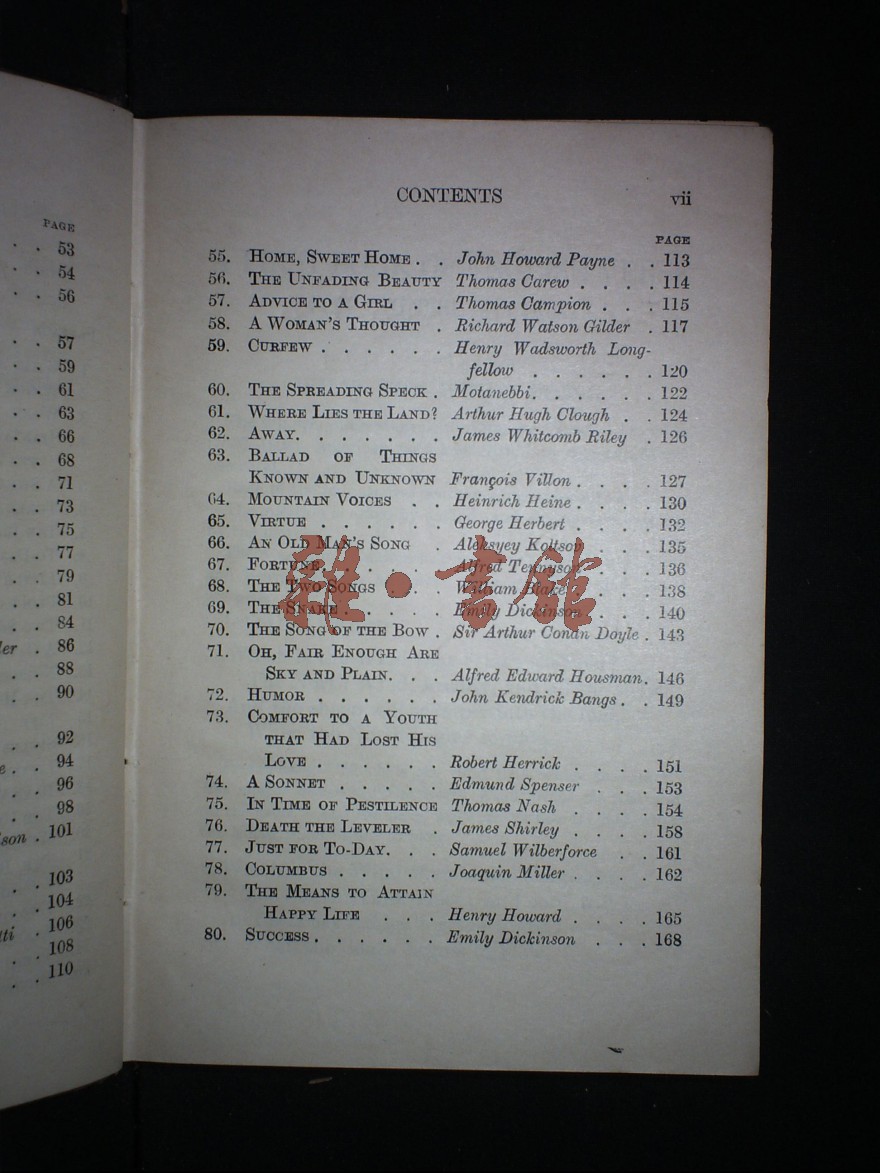 PAGE
. . 53
. . 54
. . 56
. . 57
. . 59
. . 61
. . 63
. . 66
. . 68
. . 71
. . 73
. . 75
. . 77
. . 79
. . 81
. . 84
. 86
. . 88
. . 90
. . 92
. . 94
. . 96
. . 98
. 101
. . 103
. . 104
. 106
. . 108
. . 110
CONTENTS vii
PAGE
55. HOME, SWEET HOME . . John Howard Payne . . 113
56. THE UNFADING BEAUTY Thomas Carew . . . . 114
57. ADVICE TO A GIRL . . Thomas Campion . . . 115
58. A WOMAN'S THOUGHT . Richard Watson Gilder . 117
59. CURFEW . . . . . . Henry Wadsworth Long-
fellow . . . . . . 120
60. THE SPREADING SPECK . Motanebbi. . . . . . 122
61. WHERE LIES THE LAND? Arthur Hugh Clough . . 124
62. AWAY. . . . . . . James Whitcomb Riley . 126
63. BALLAD OF THINGS
KNOWN AND UNKNOWN François Villon . . . . 127
64. MOUNTAIN VOICES . . Heinrich Heine . . . . 130
65. VIRTUE . . . . . . George Herbert . . . . 132
66. AN OLD MAN'S SONG . Aleksyey Koltsov . . . 135
67. FORTUNE . . . . . Alfred Tennyson . . . 136
68. THE TWO SONGS . . . William Blake . . . . 138
69. THE SNAKE . . . . . Emily Dickinson . . . 140
70. THE SONG OF THE BOW . Sir Arthur Conan Doyle . 143
71. OH, FAIR ENOUGH ARE
SKY AND PLAIN. . . Alfred Edward Housman. 146
72. HUMOR . . . . . . John Kendrick Bangs . . 149
73. COMFORT TO A YOUTH
THAT HAD LOST HIS
LOVE . . . . . . Robert Herrick . . . . 151
74. A SONNET . . . . . Edmund Spenser . . . 153
75. IN TIME OF PESTILENCE Thomas Nash . . . . 154
76. DEATH THE LEVELER . James Shirley . . . . 158
77. JUST FOR TO-DAY. . . Samuel Wilberforce . . 161
78. COLUMBUS . . . . . Joaquin Miller . . . . 162
79. THE MEANS TO ATTAIN
HAPPY LIFE . . . Henry Howard . . . . 165
80. SUCCESS . . . . . . Emily Dickinson . . . 168
雜·書館